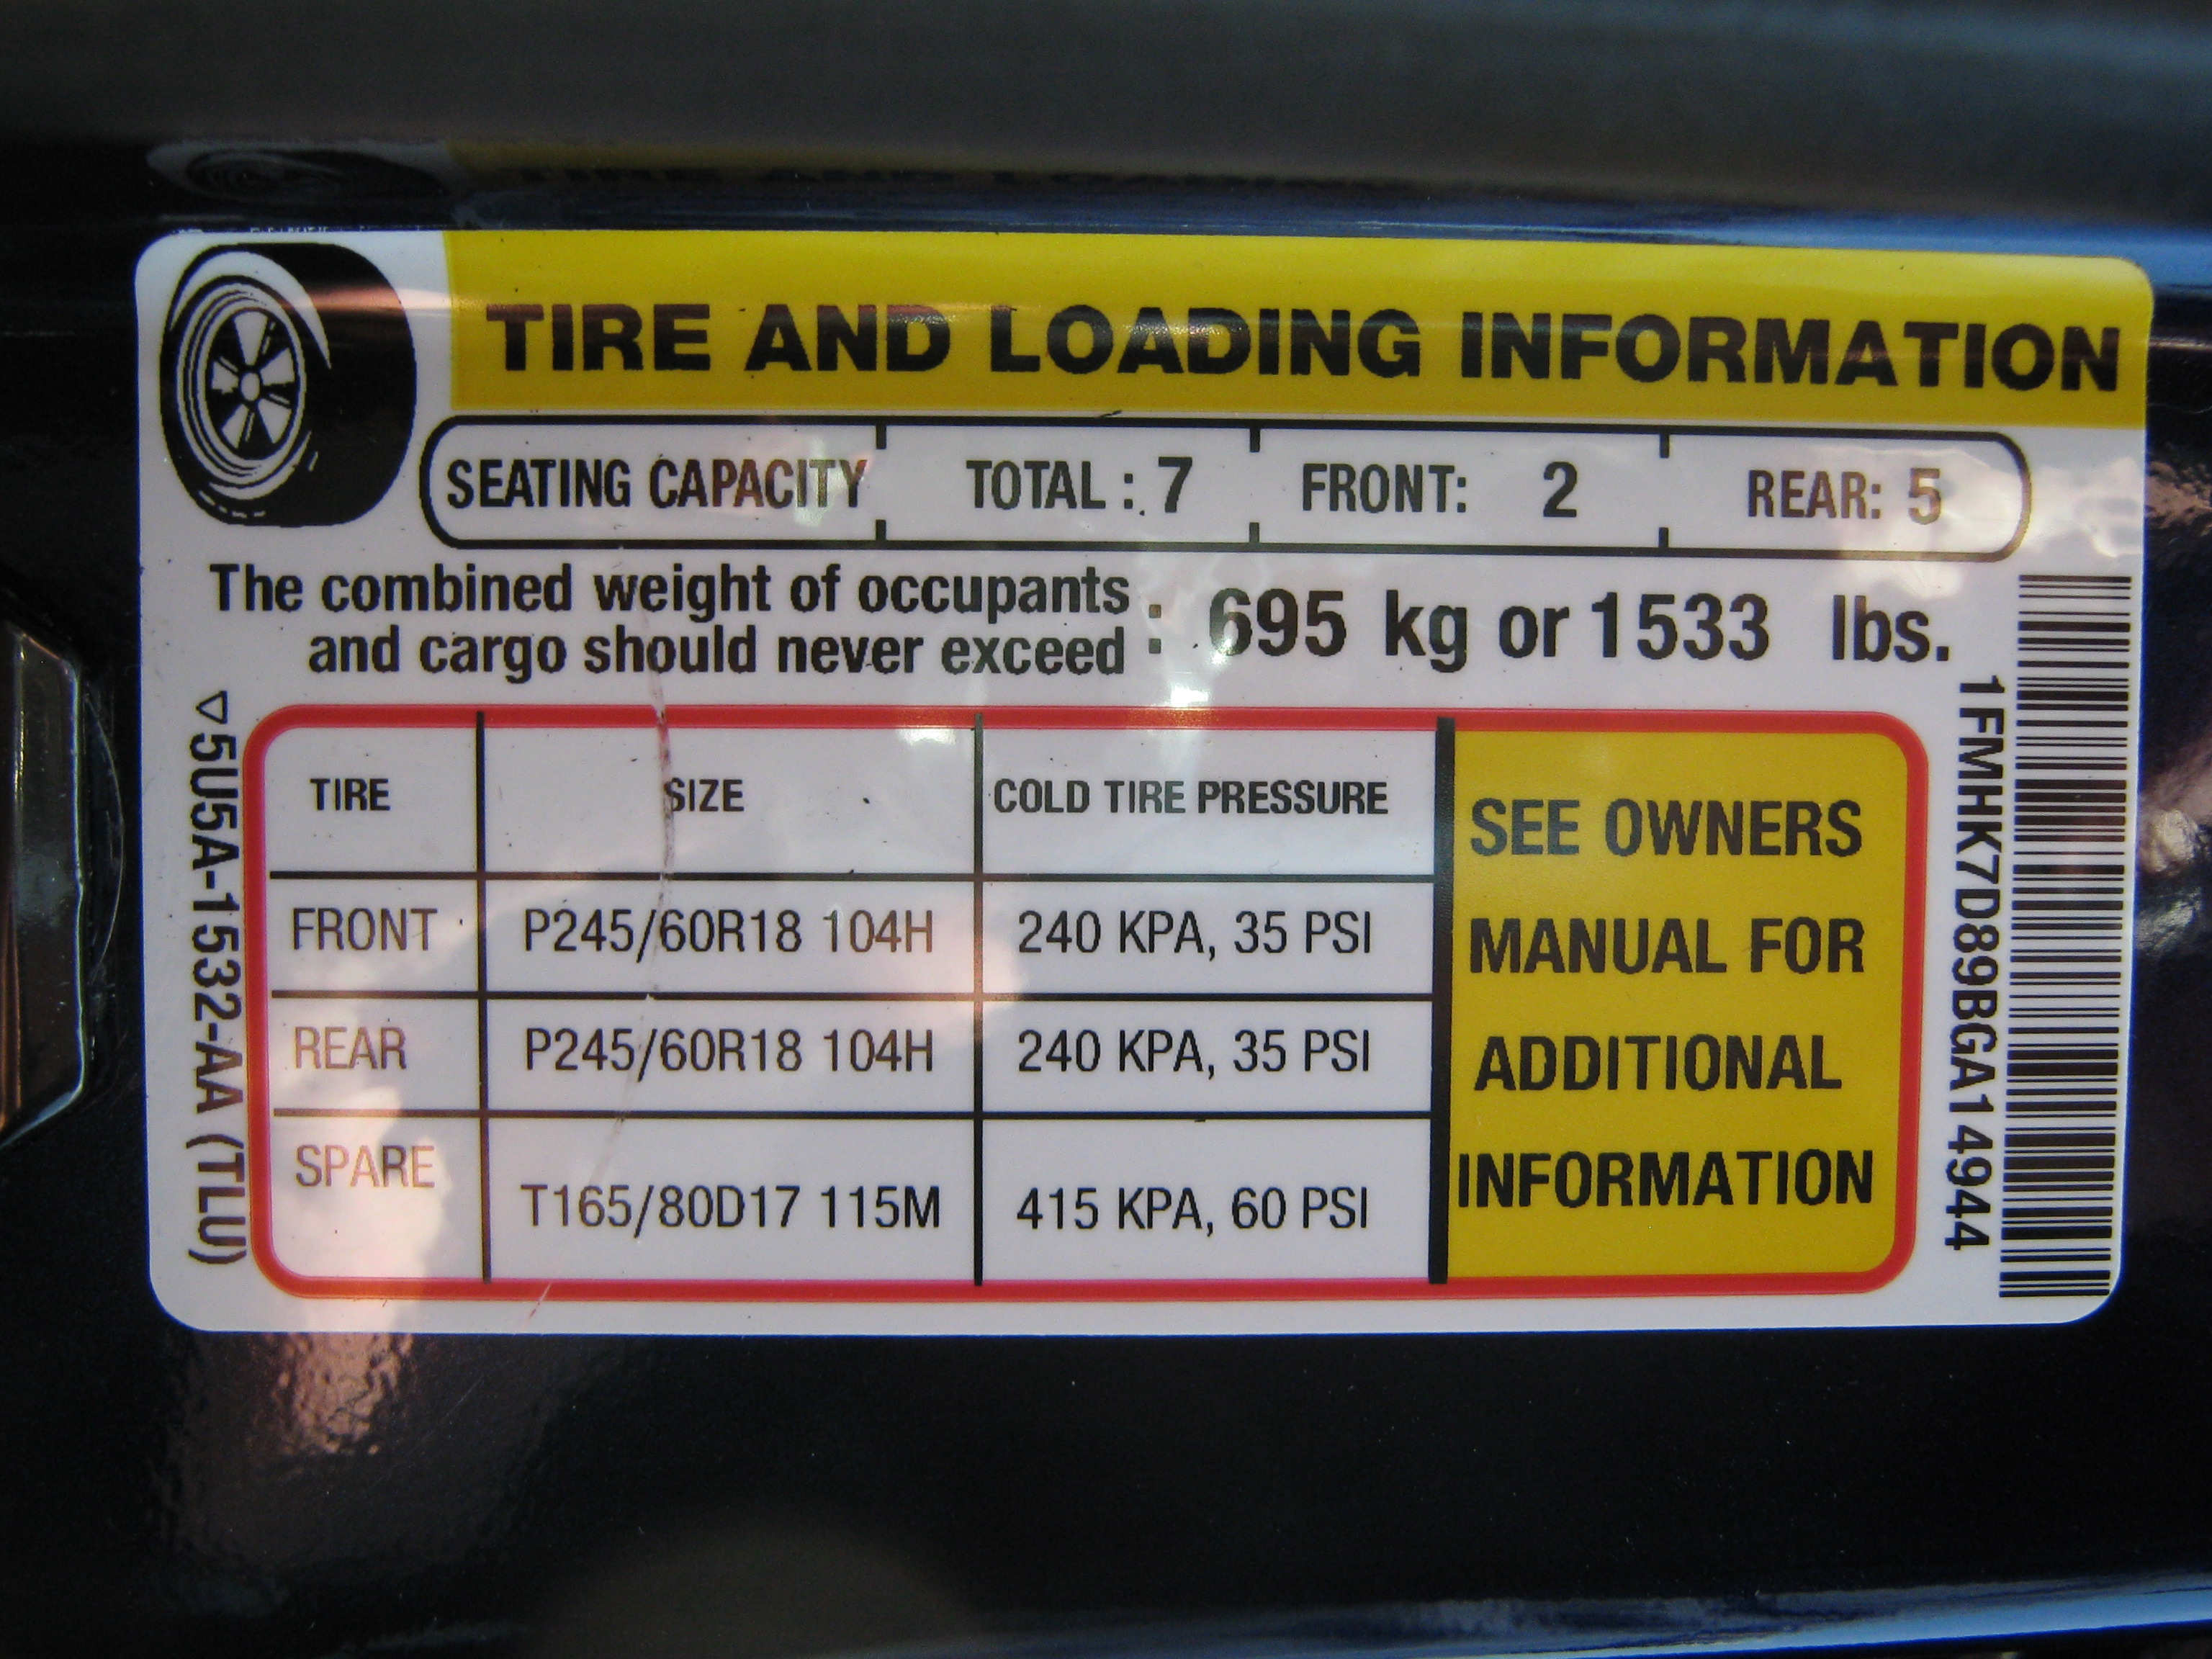 TIRE AND LOADING INFORMATION
SEATING CAPACITY TOTAL : 7 FRONT: 2 REAR: 5
The combined weight of occupants
and cargo should never exceed : 695 kg or 1533 lbs.
TIRE SIZE COLD TIRE PRESSURE
FRONT P245/60R18 104H 240 KPA, 35 PSI
REAR P245/60R18 104H 240 KPA, 35 PSI
SPARE T165/80D17 115M 415 KPA, 60 PSI
SEE OWNERS
MANUAL FOR
ADDITIONAL
INFORMATION
5U5A-1532-AA (TLU)
1FMHK7D89BGA14944